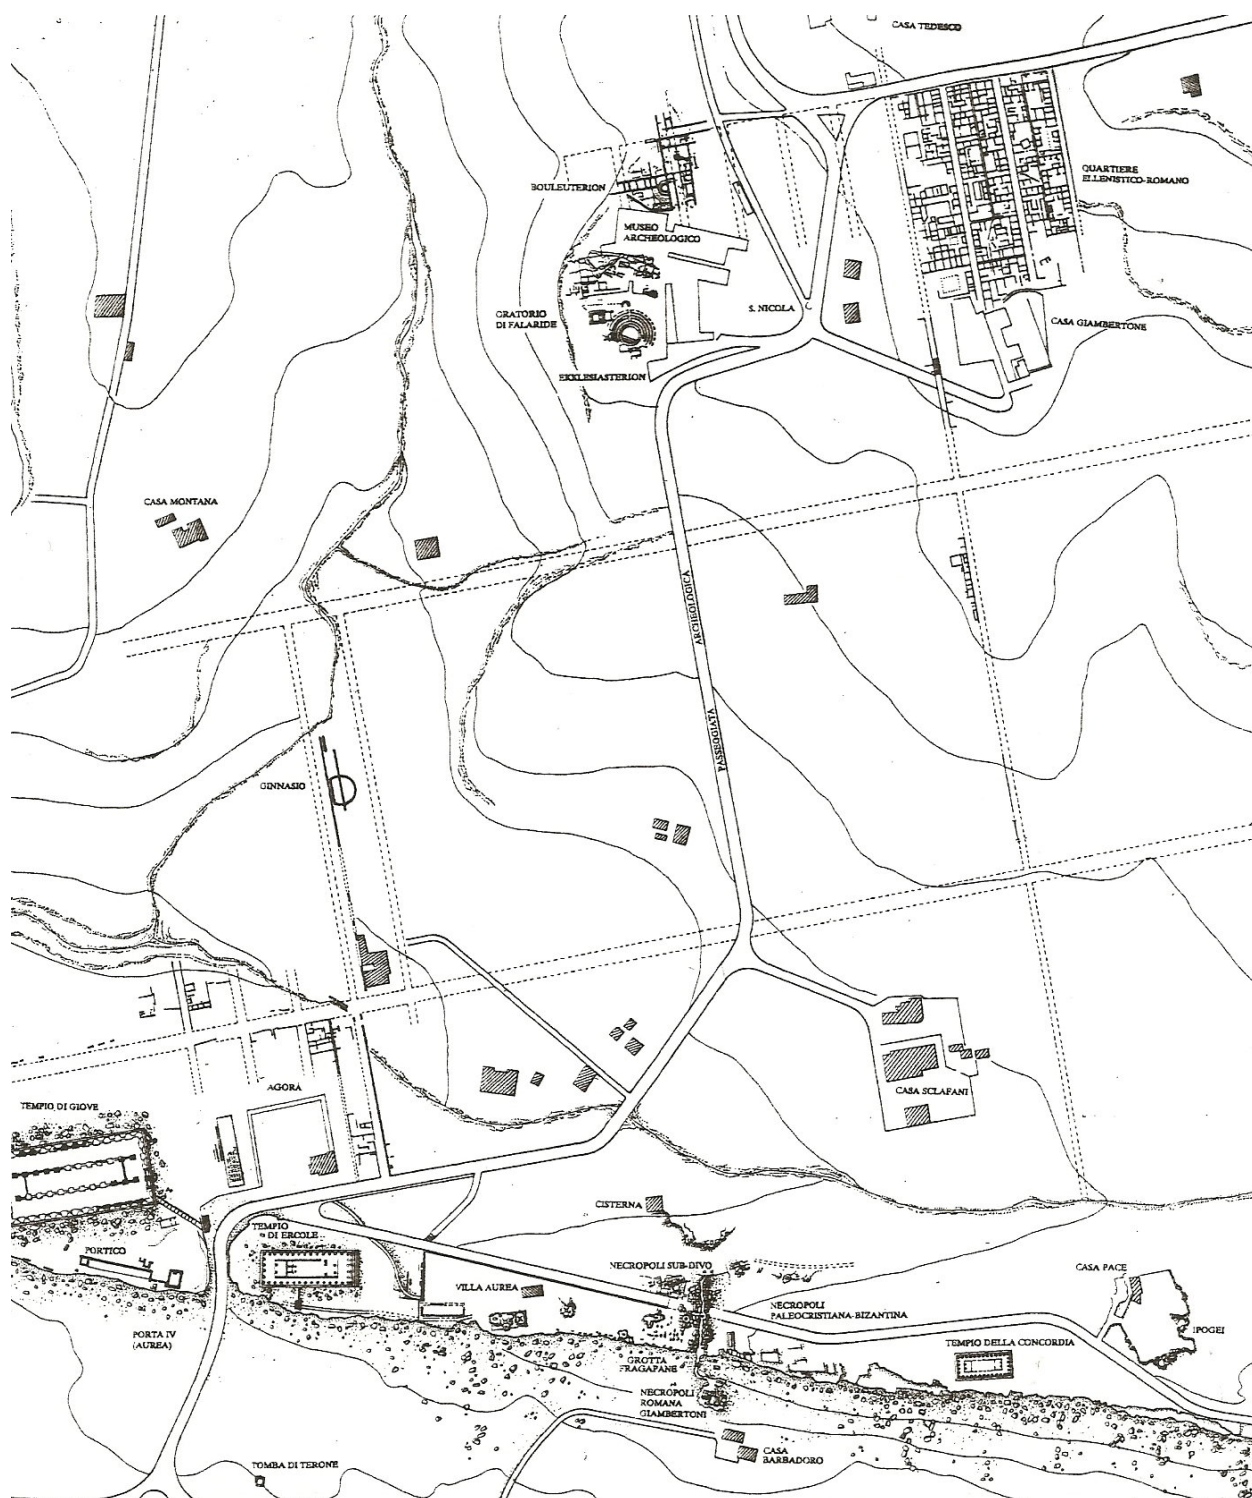 CASA TEDESCO
BOULEUTERION
QUARTIERE
ELLENISTICO-ROMANO
MUSEO
ARCHEOLOGICO
ORATORIO
DI FALARIDE
S. NICOLA
CASA GIAMBERTONE
EKKLESIASTERION
CASA MONTANA
PASSEGGIATA
ARCHEOLOGICA
GINNASIO
AGORÀ
TEMPIO DI GIOVE
CASA SCLAFANI
CISTERNA
TEMPIO
DI ERCOLE
PORTICO
VILLA AUREA
NECROPOLI SUB-DIVO
CASA PACE
NECROPOLI
PALEOCRISTIANA-BIZANTINA
IPOGEI
PORTA IV
(AUREA)
TEMPIO DELLA CONCORDIA
GROTTA
FRAGAPANE
NECROPOLI
ROMANA
GIAMBERTONI
CASA
BARBADORO
TOMBA DI TERONE